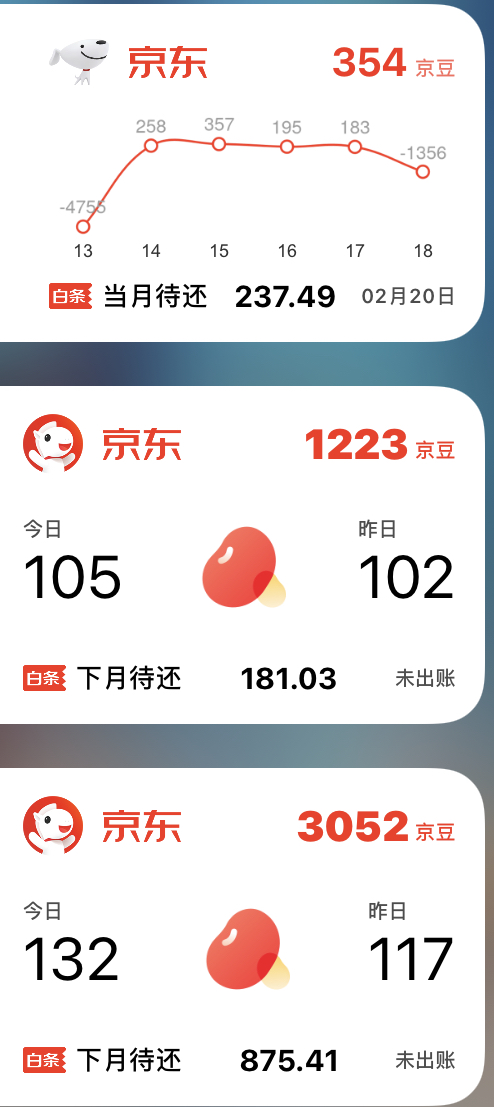 京东 354 京豆
258 357 195 183 -1356
-4755
13 14 15 16 17 18
白条 当月待还 237.49 02月20日
京东 1223 京豆
今日 昨日
105 102
白条 下月待还 181.03 未出账
京东 3052 京豆
今日 昨日
132 117
白条 下月待还 875.41 未出账